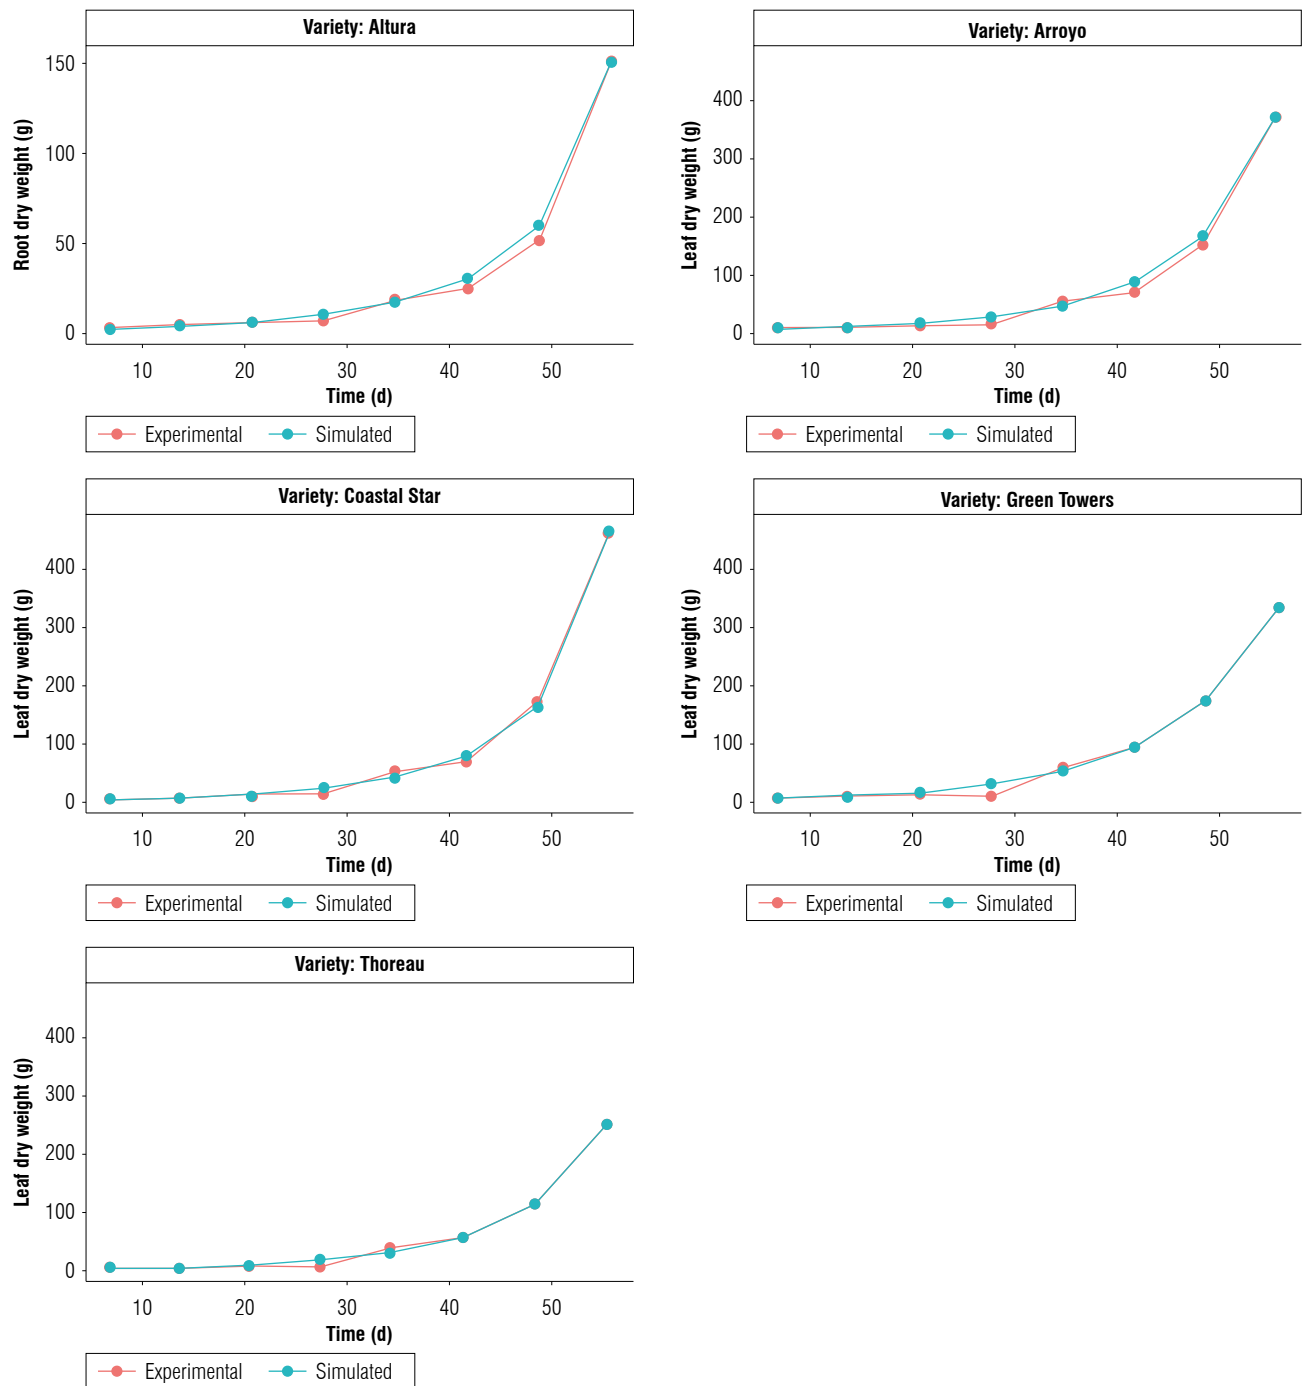 Variety: Altura
Root dry weight (g)
150
100
50
0
10 20 30 40 50
Time (d)
Experimental Simulated
Variety: Arroyo
Leaf dry weight (g)
400
300
200
100
0
10 20 30 40 50
Time (d)
Experimental Simulated
Variety: Coastal Star
Leaf dry weight (g)
400
300
200
100
0
10 20 30 40 50
Time (d)
Experimental Simulated
Variety: Green Towers
Leaf dry weight (g)
400
300
200
100
0
10 20 30 40 50
Time (d)
Experimental Simulated
Variety: Thoreau
Leaf dry weight (g)
400
300
200
100
0
10 20 30 40 50
Time (d)
Experimental Simulated